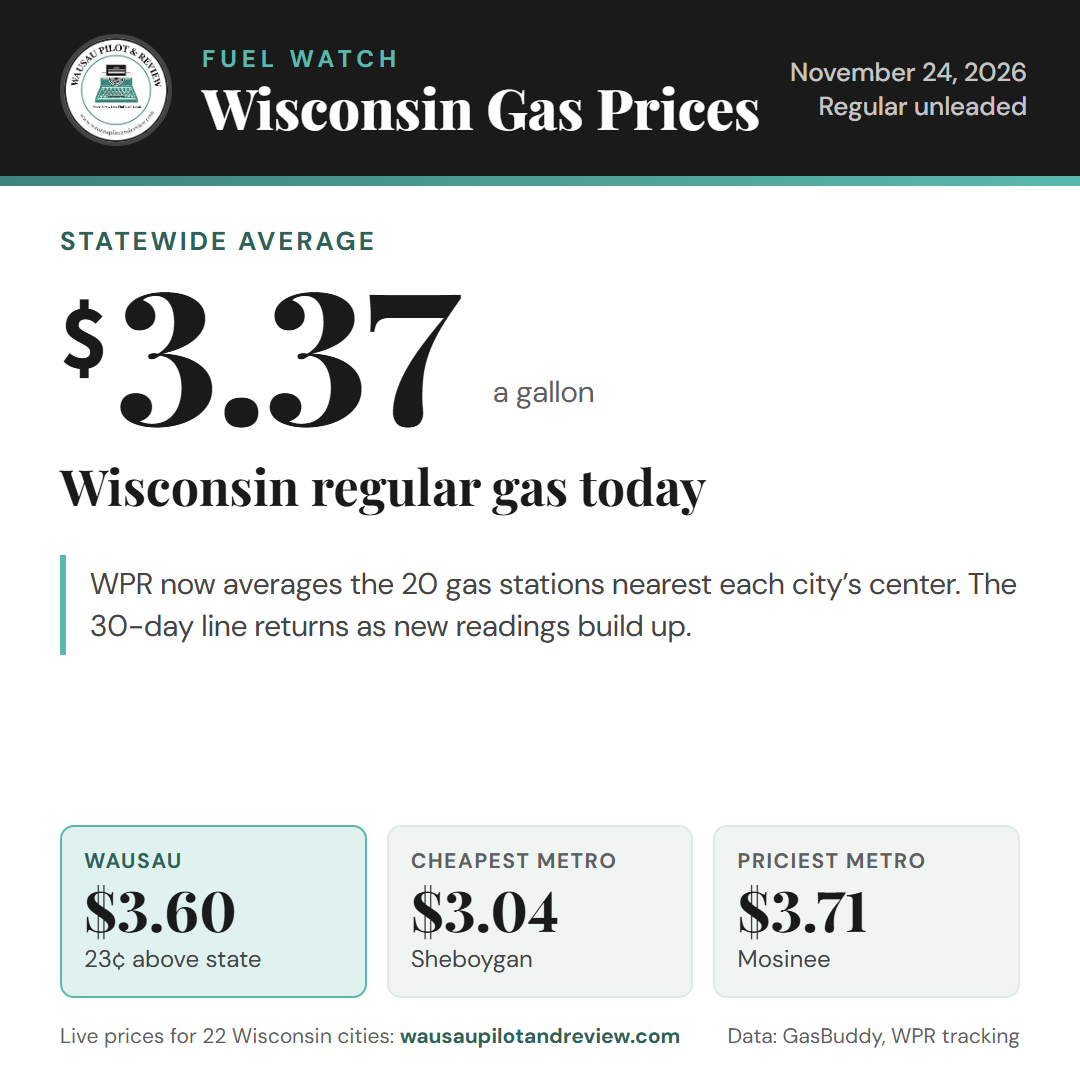 WAUSAU PILOT & REVIEW
FUEL WATCH
Wisconsin Gas Prices
November 24, 2026
Regular unleaded
STATEWIDE AVERAGE
$3.37
a gallon
Wisconsin regular gas today
WPR now averages the 20 gas stations nearest each city’s center. The
30-day line returns as new readings build up.
WAUSAU
$3.60
23¢ above state
CHEAPEST METRO
$3.04
Sheboygan
PRICIEST METRO
$3.71
Mosinee
Live prices for 22 Wisconsin cities: wausaupilotandreview.com
Data: GasBuddy, WPR tracking